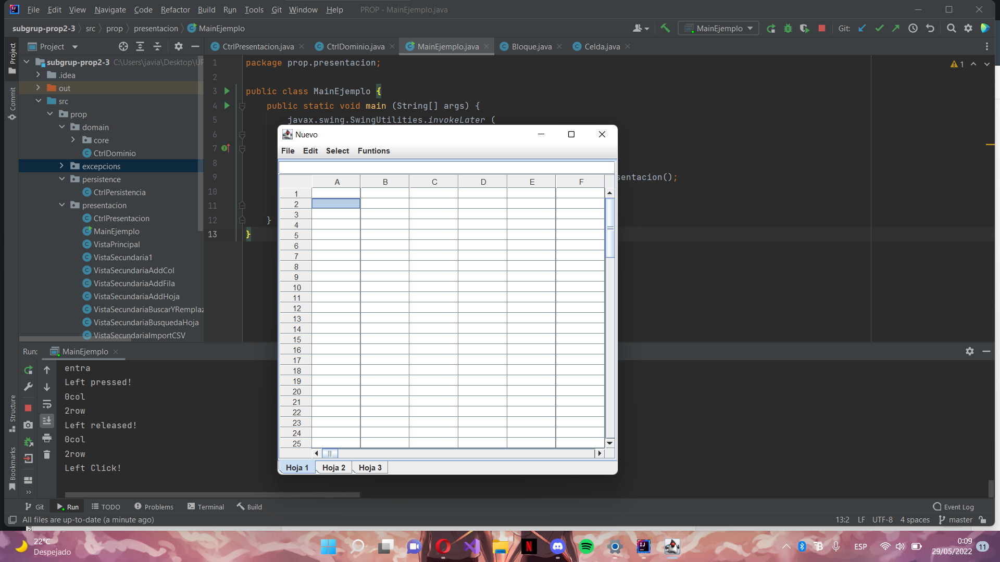 File Edit View Navigate Code Refactor Build Run Tools Git Window Help PROP - MainEjemplo.java
subgrup-prop2-3 src prop presentacion MainEjemplo MainEjemplo Git:
Project
CtrlPresentacion.java CtrlDominio.java MainEjemplo.java Bloque.java Celda.java
Project
Commit
Structure
Bookmarks
subgrup-prop2-3 C:\Users\javia\Desktop\UP
.idea
out
src
prop
domain
core
CtrlDominio
excepcions
persistence
CtrlPersistencia
presentacion
CtrlPresentacion
MainEjemplo
VistaPrincipal
VistaSecundaria1
VistaSecundariaAddCol
VistaSecundariaAddFila
VistaSecundariaAddHoja
VistaSecundariaBuscarYRemplaz
VistaSecundariaBusquedaHoja
VistaSecundariaImportCSV
1 package prop.presentacion;
1
2
3 public class MainEjemplo {
4 public static void main (String[] args) {
5 javax.swing.SwingUtilities.invokeLater (
6
7
8
9 sentacion();
10
11
12 }
13 }
Nuevo
File Edit Select Funtions
A B C D E F
1
2
3
4
5
6
7
8
9
10
11
12
13
14
15
16
17
18
19
20
21
22
23
24
25
Hoja 1 Hoja 2 Hoja 3
Run: MainEjemplo
entra
Left pressed!
0col
2row
Left released!
0col
2row
Left Click!
Git Run TODO Problems Terminal Build Event Log
All files are up-to-date (a minute ago) 13:2 LF UTF-8 4 spaces master
22°C
Despejado
ESP
0:09
29/05/2022
11